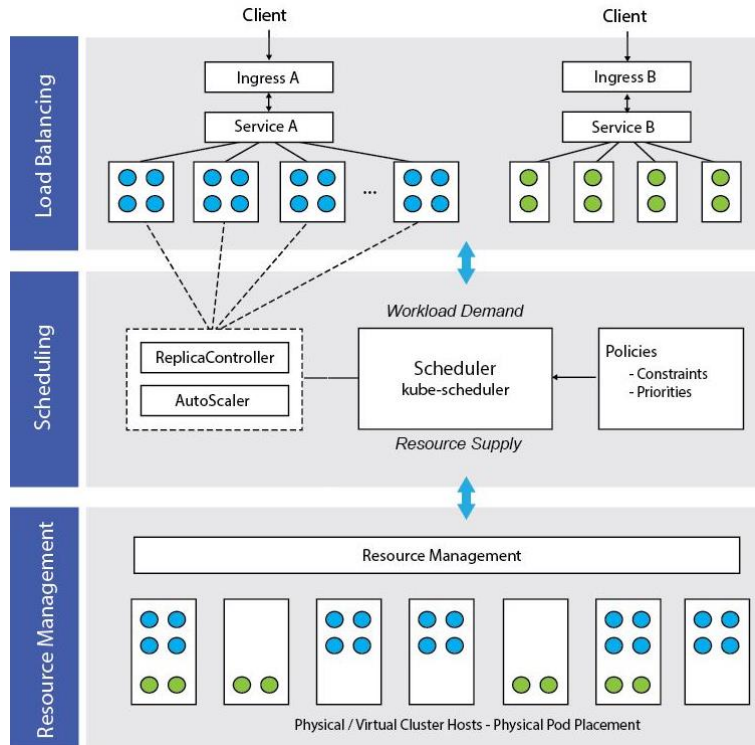 Client
Client
Load Balancing
Ingress A
Ingress B
Service A
Service B
...
Scheduling
Workload Demand
ReplicaController
AutoScaler
Scheduler
kube-scheduler
Policies
- Constraints
- Priorities
Resource Supply
Resource Management
Resource Management
Physical / Virtual Cluster Hosts - Physical Pod Placement